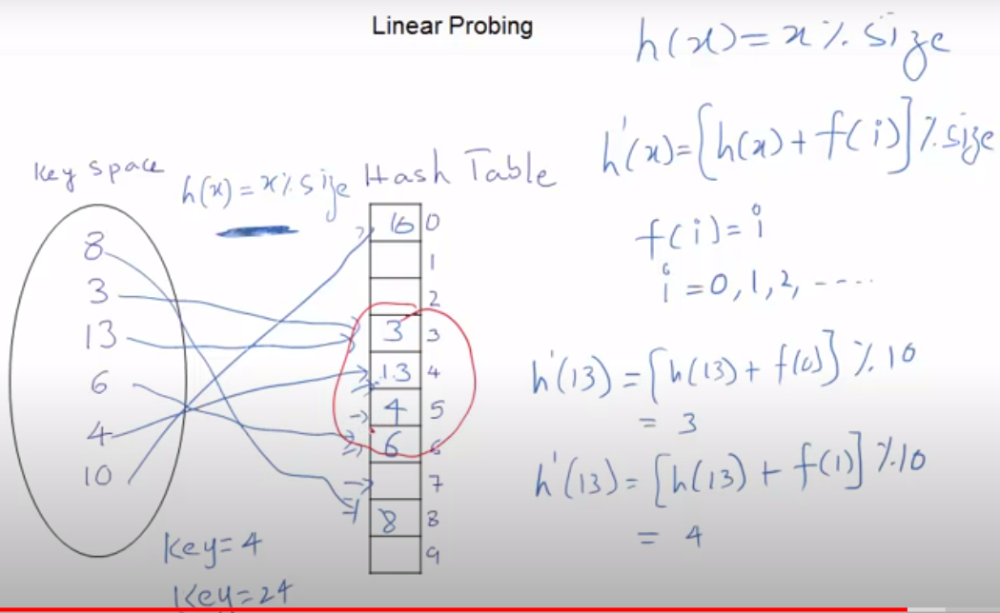 Linear Probing
h(x) = x % size
h'(x) = [h(x) + f(i)] % size
f(i) = i
i = 0, 1, 2, ----
h'(13) = [h(13) + f(0)] % 10
= 3
h'(13) = [h(13) + f(1)] % 10
= 4
Key space
h(x) = x % size
Hash Table
8
3
13
6
4
10
10 0
1
2
3 3
13 4
4 5
6 6
7
8 8
9
Key=4
Key=24